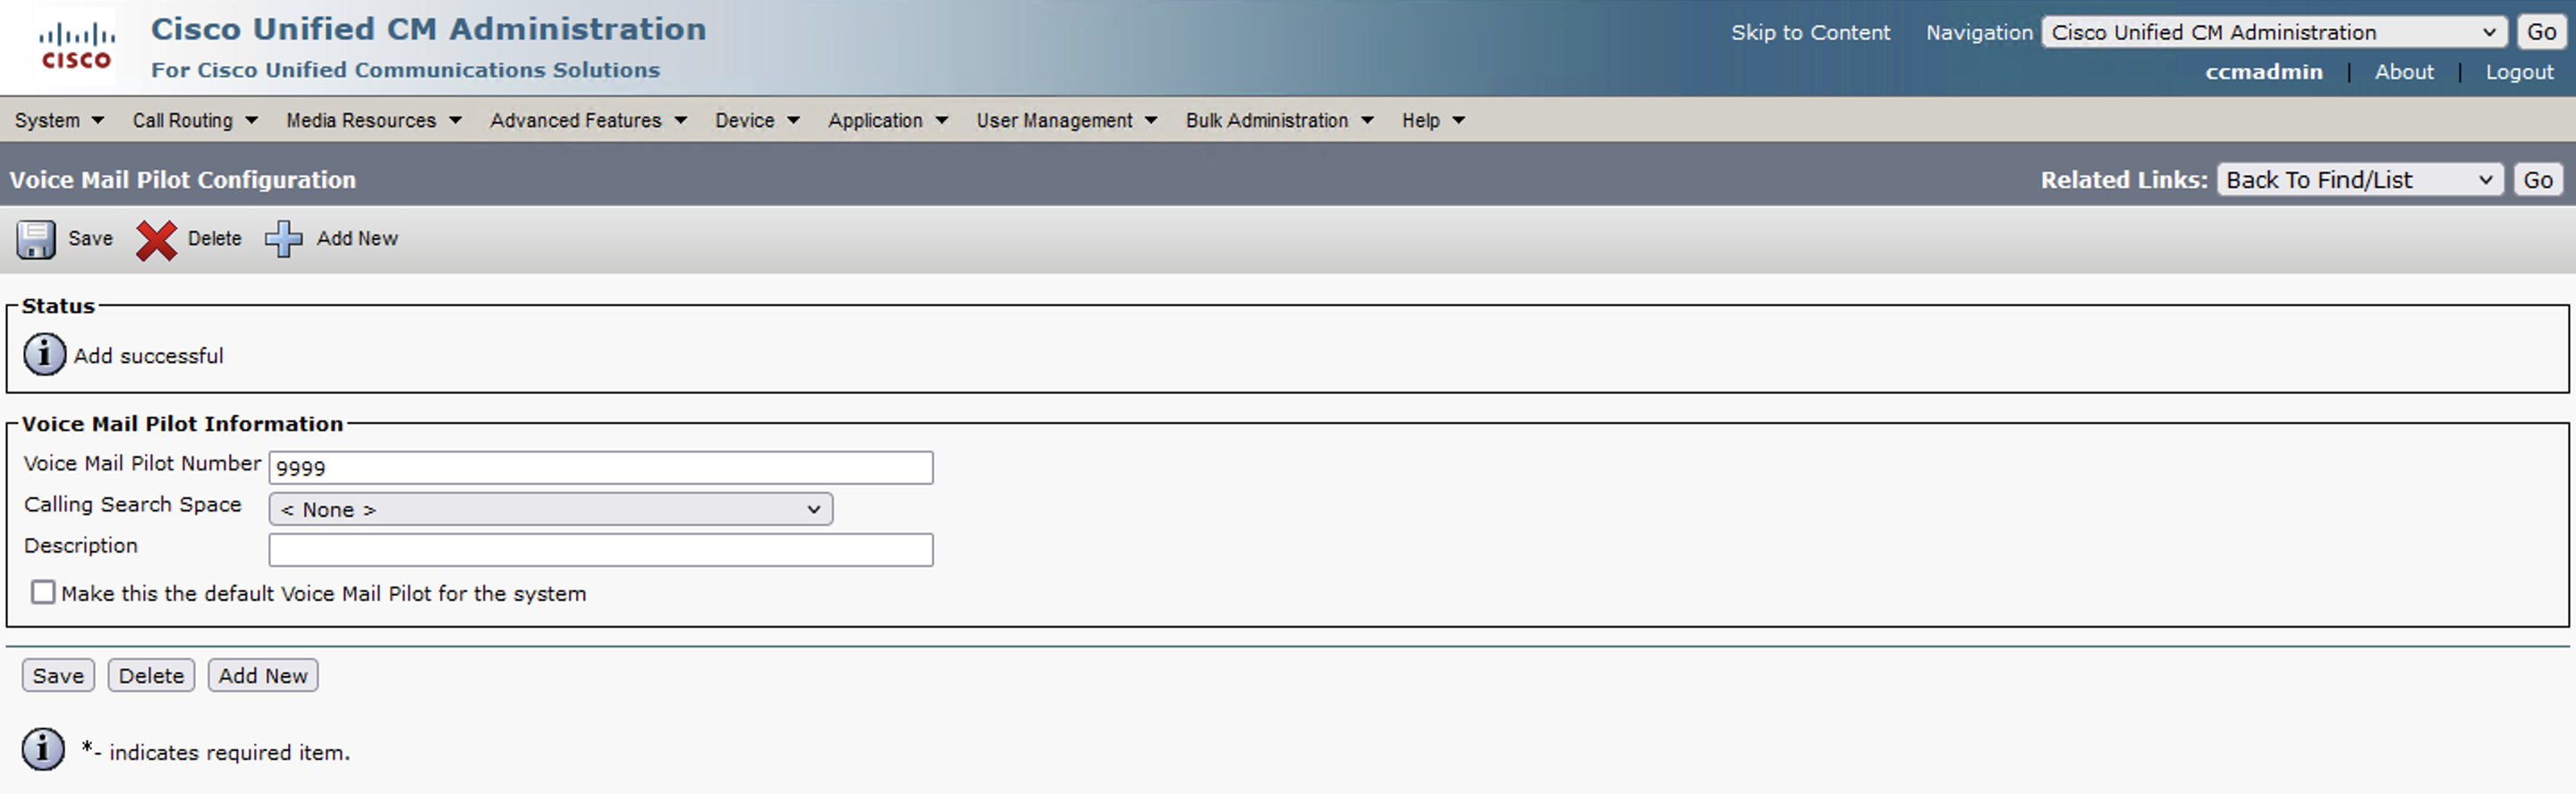 CISCO
Cisco Unified CM Administration
For Cisco Unified Communications Solutions
Skip to Content Navigation Cisco Unified CM Administration Go
ccmadmin | About | Logout
System Call Routing Media Resources Advanced Features Device Application User Management Bulk Administration Help
Voice Mail Pilot Configuration Related Links: Back To Find/List Go
Save Delete Add New
Status
Add successful
Voice Mail Pilot Information
Voice Mail Pilot Number 9999
Calling Search Space < None >
Description
Make this the default Voice Mail Pilot for the system
Save Delete Add New
*- indicates required item.